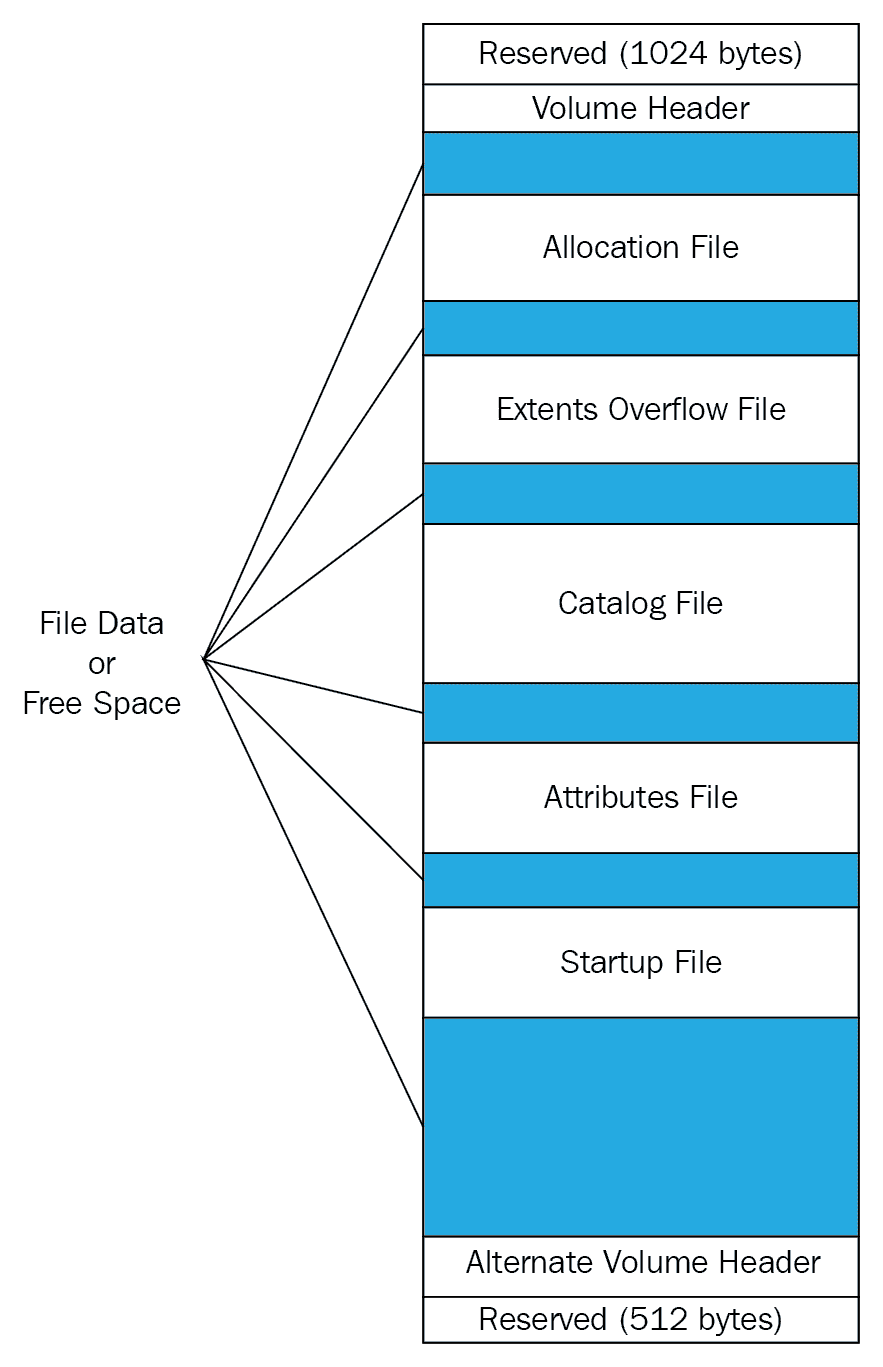 Reserved (1024 bytes)
Volume Header
Allocation File
Extents Overflow File
Catalog File
File Data
or
Free Space
Attributes File
Startup File
Alternate Volume Header
Reserved (512 bytes)